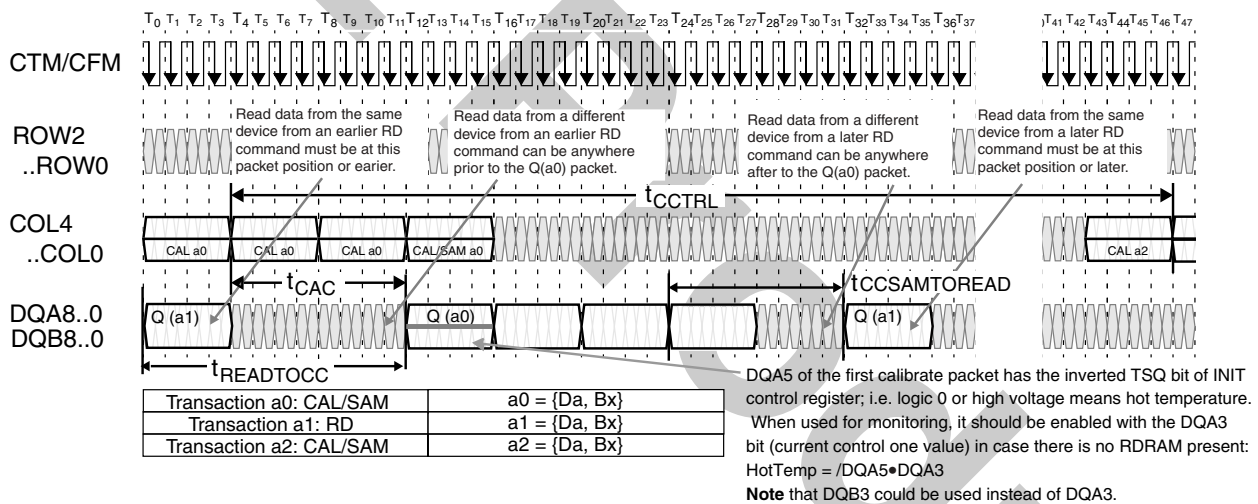 T0 T1 T2 T3 T4 T5 T6 T7 T8 T9 T10 T11 T12 T13 T14 T15 T16 T17 T18 T19 T20 T21 T22 T23 T24 T25 T26 T27 T28 T29 T30 T31 T32 T33 T34 T35 T36 T37 T41 T42 T43 T44 T45 T46 T47
CTM/CFM
ROW2
..ROW0
Read data from the same
device from an earlier RD
command must be at this
packet position or earier.
Read data from a different
device from an earlier RD
command can be anywhere
prior to the Q(a0) packet.
Read data from a different
device from a later RD
command can be anywhere
after to the Q(a0) packet.
Read data from the same
device from a later RD
command must be at this
packet position or later.
tCCTRL
COL4
..COL0
CAL a0 CAL a0 CAL a0 CAL/SAM a0 CAL a2
tCAC
tCCSAMTOREAD
DQA8..0
DQB8..0
Q (a1) Q (a0) Q (a1)
tREADTOCC
Transaction a0: CAL/SAM a0 = {Da, Bx}
Transaction a1: RD a1 = {Da, Bx}
Transaction a2: CAL/SAM a2 = {Da, Bx}
DQA5 of the first calibrate packet has the inverted TSQ bit of INIT
control register; i.e. logic 0 or high voltage means hot temperature.
When used for monitoring, it should be enabled with the DQA3
bit (current control one value) in case there is no RDRAM present:
HotTemp = /DQA5•DQA3
Note that DQB3 could be used instead of DQA3.